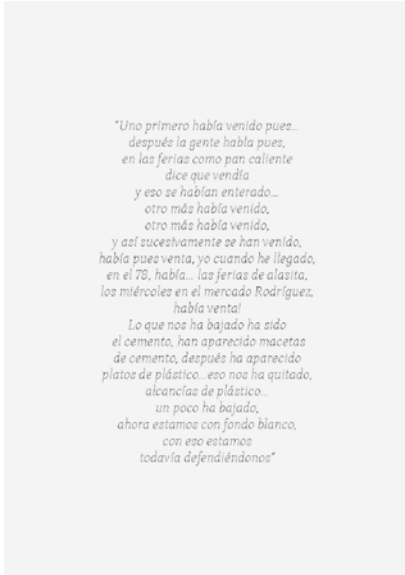 "Uno primero había venido pues...
después la gente habla pues,
en las ferias como pan caliente
dice que vendía
y eso se habían enterado...
otro más había venido,
otro más había venido,
y así sucesivamente se han venido,
había pues venta, yo cuando he llegado,
en el 78, había... las ferias de alasita,
los miércoles en el mercado Rodríguez,
había venta!
Lo que nos ha bajado ha sido
el cemento, han aparecido macetas
de cemento, después ha aparecido
platos de plástico...eso nos ha quitado,
alcancías de plástico...
un poco ha bajado,
ahora estamos con fondo blanco,
con eso estamos
todavía defendiéndonos"